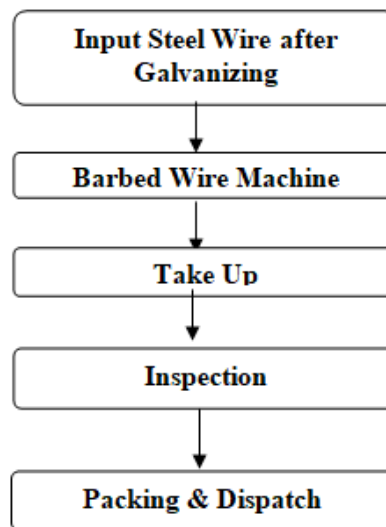 Input Steel Wire after
Galvanizing
Barbed Wire Machine
Take Up
Inspection
Packing & Dispatch